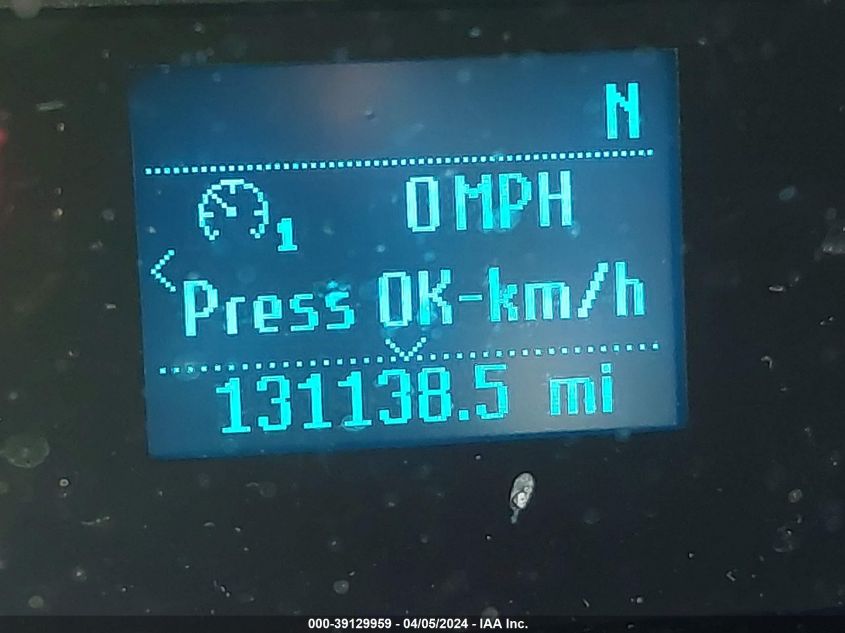 N
1 0 MPH
Press OK-km/h
131138.5 mi
000-39129959 - 04/05/2024 - IAA Inc.